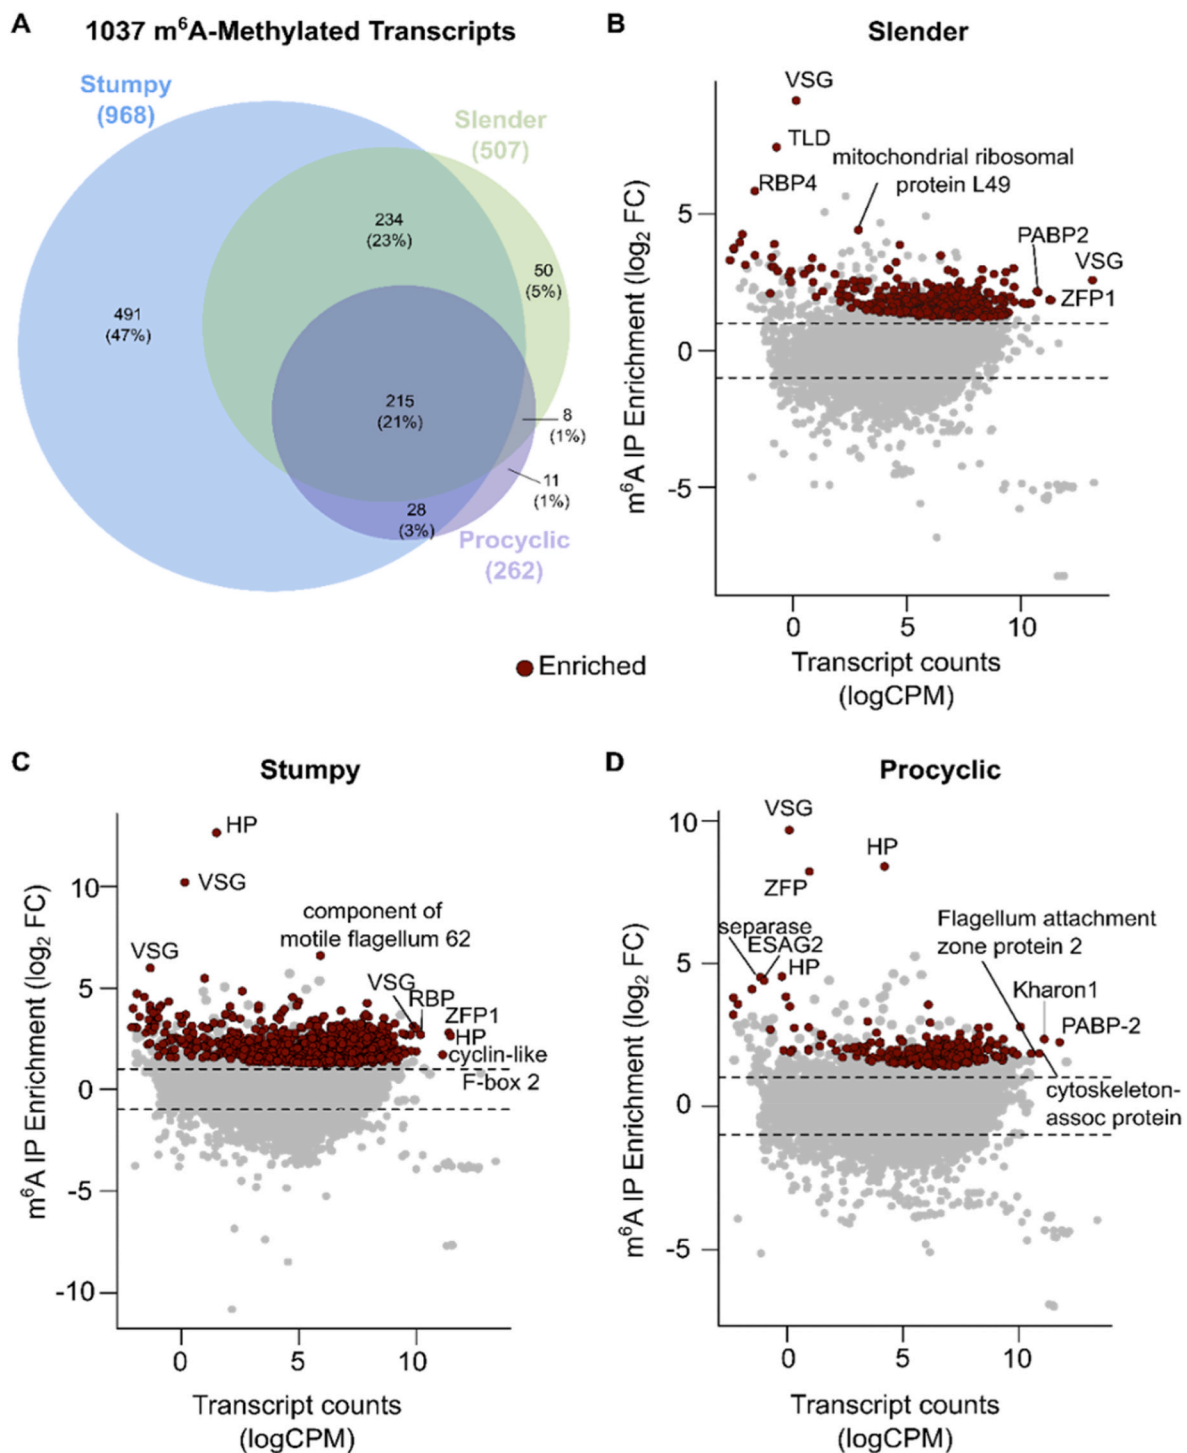 A
1037 m⁶A-Methylated Transcripts
Stumpy
(968)
Slender
(507)
234
(23%)
50
(5%)
491
(47%)
215
(21%)
8
(1%)
11
(1%)
28
(3%)
Procyclic
(262)
B
Slender
VSG
TLD
mitochondrial ribosomal
protein L49
RBP4
PABP2
VSG
ZFP1
5
0
-5
m⁶A IP Enrichment (log₂ FC)
0
5
10
Transcript counts
(logCPM)
Enriched
C
Stumpy
HP
VSG
component of
motile flagellum 62
VSG
VSG
RBP
ZFP1
HP
cyclin-like
F-box 2
10
5
0
-5
-10
m⁶A IP Enrichment (log₂ FC)
0
5
10
Transcript counts
(logCPM)
D
Procyclic
VSG
HP
ZFP
separase
ESAG2
HP
Flagellum attachment
zone protein 2
Kharon1
PABP-2
cytoskeleton-
assoc protein
10
5
0
-5
m⁶A IP Enrichment (log₂ FC)
0
5
10
Transcript counts
(logCPM)